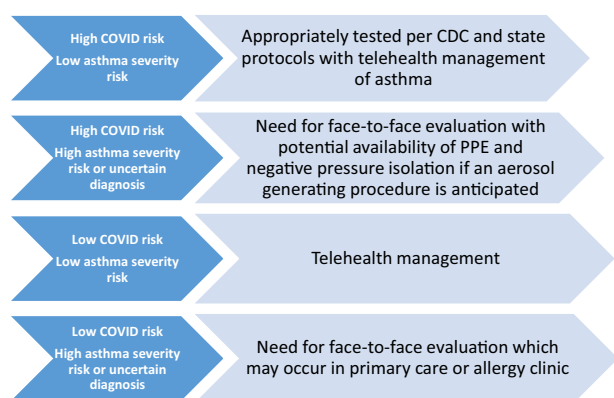 High COVID risk
Low asthma severity
risk
Appropriately tested per CDC and state
protocols with telehealth management
of asthma
High COVID risk
High asthma severity
risk or uncertain
diagnosis
Need for face-to-face evaluation with
potential availability of PPE and
negative pressure isolation if an aerosol
generating procedure is anticipated
Low COVID risk
Low asthma severity
risk
Telehealth management
Low COVID risk
High asthma severity
risk or uncertain
diagnosis
Need for face-to-face evaluation which
may occur in primary care or allergy clinic